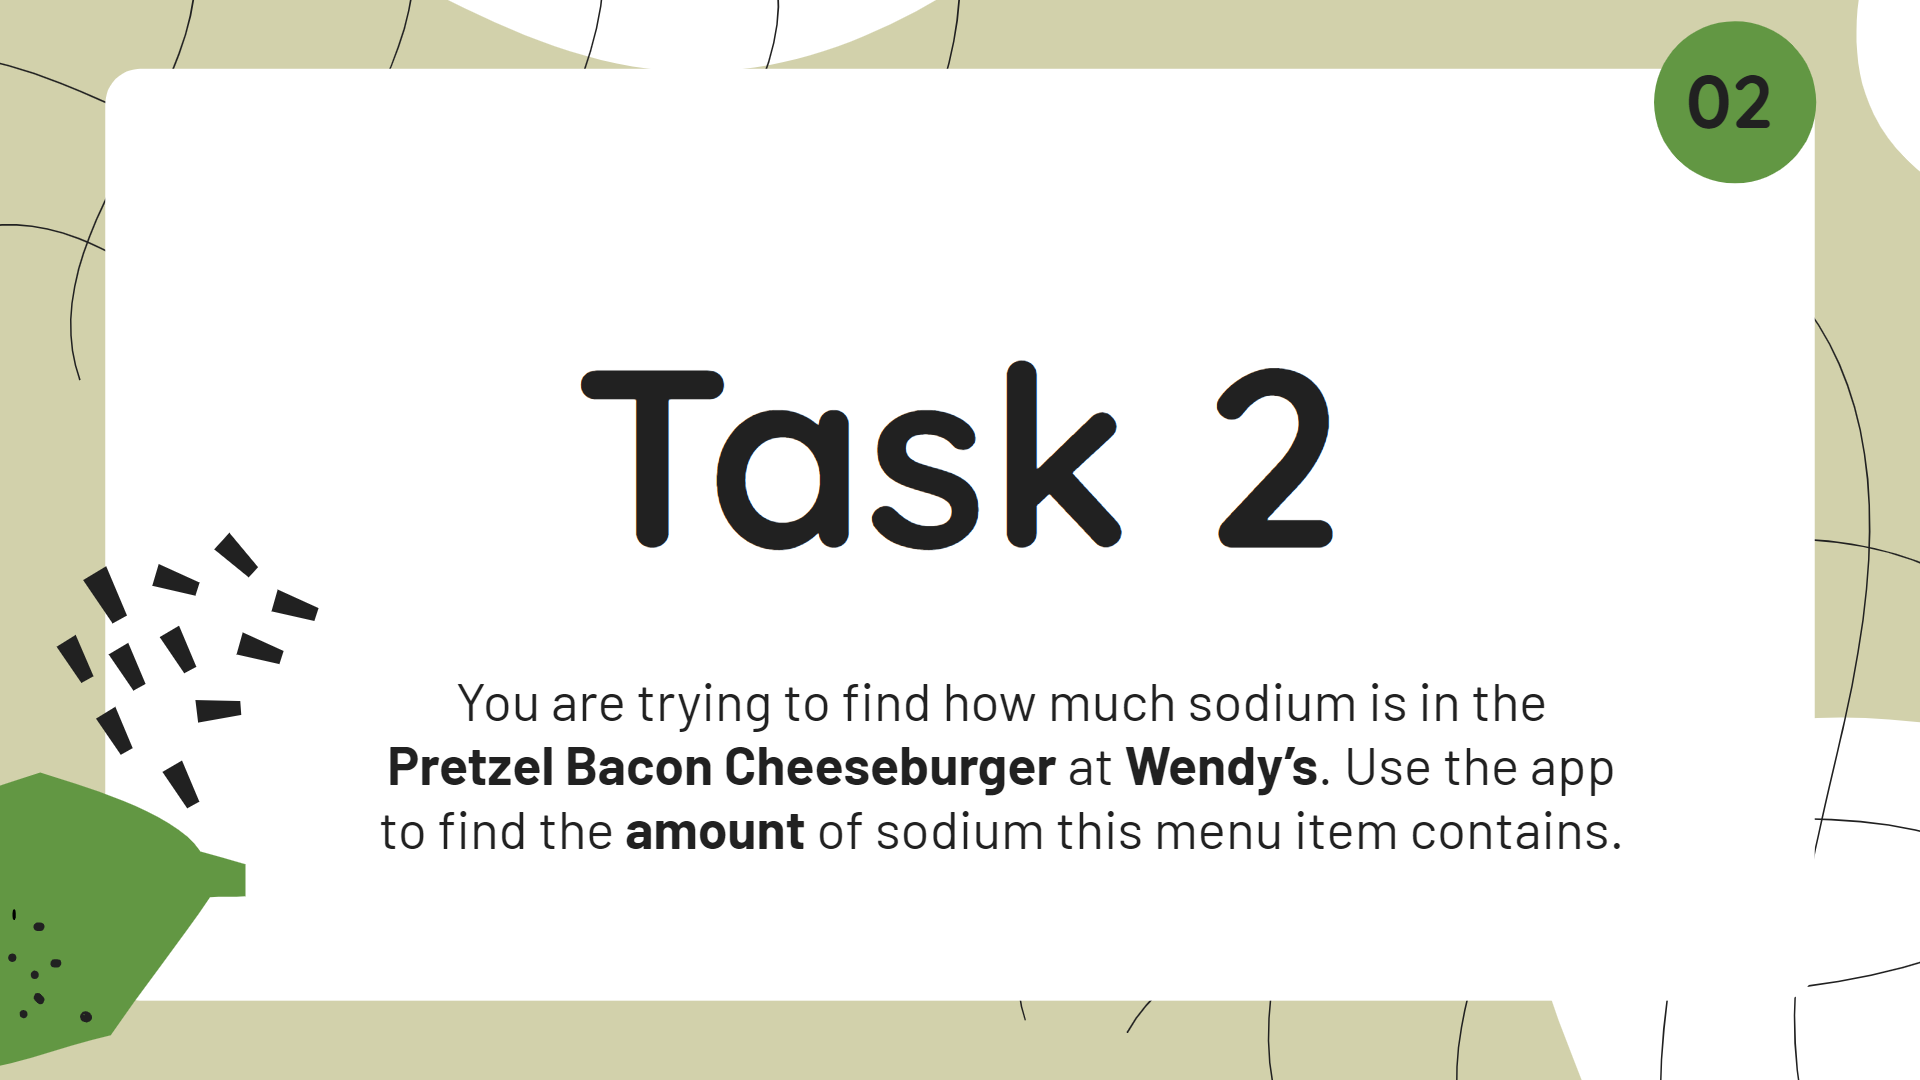 02
Task 2
You are trying to find how much sodium is in the
Pretzel Bacon Cheeseburger at Wendy’s. Use the app
to find the amount of sodium this menu item contains.